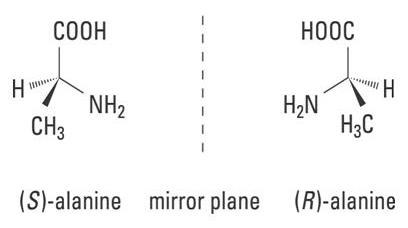 COOH
H
NH₂
CH₃
HOOC
H
H₂N
H₃C
(S)-alanine mirror plane (R)-alanine